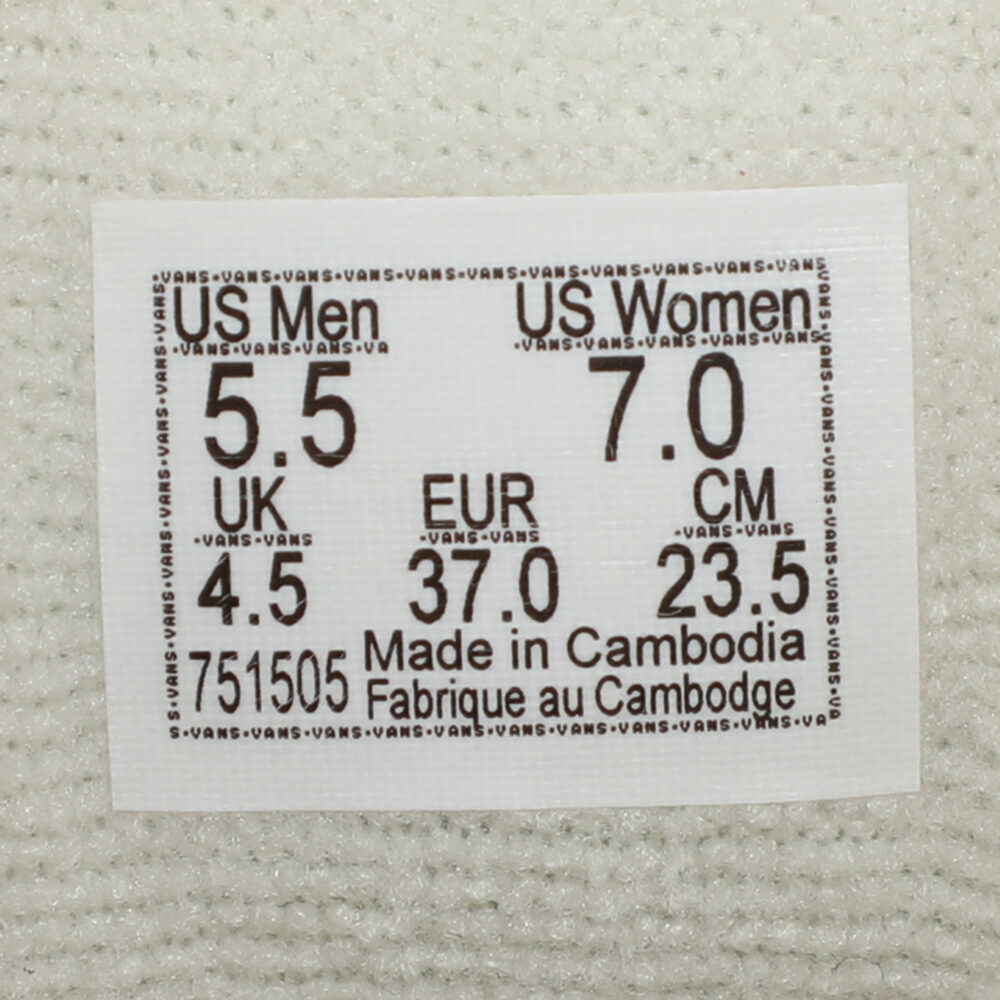 •VANS•VANS•VANS•VANS•VANS•VANS•VANS•VANS•VANS•VANS•VANS
US Men US Women
•VANS•VANS•VANS•VA •VANS•VANS•VANS•VANS•VANS
5.5 7.0
UK EUR CM
•VANS•VANS •VANS•VANS •VANS•VANS
4.5 37.0 23.5
751505 Made in Cambodia
Fabrique au Cambodge
S•VANS•VANS•VANS•VANS•VANS•VANS•VANS•VANS•VANS•VANS•VA